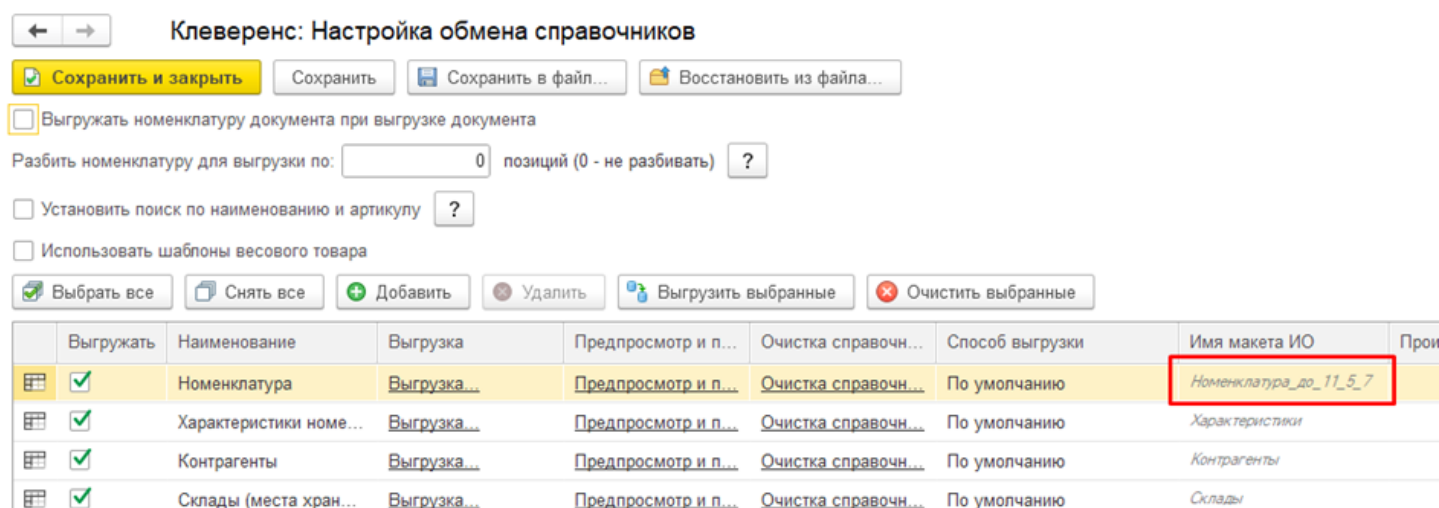 Клеверенс: Настройка обмена справочников
Сохранить и закрыть Сохранить Сохранить в файл... Восстановить из файла...
Выгружать номенклатуру документа при выгрузке документа
Разбить номенклатуру для выгрузки по: 0 позиций (0 - не разбивать) ?
Установить поиск по наименованию и артикулу ?
Использовать шаблоны весового товара
Выбрать все Снять все Добавить Удалить Выгрузить выбранные Очистить выбранные
Выгружать Наименование Выгрузка Предпросмотр и п... Очистка справочн... Способ выгрузки Имя макета ИО Прои
Номенклатура Выгрузка... Предпросмотр и п... Очистка справочн... По умолчанию Номенклатура_до_11_5_7
Характеристики номе... Выгрузка... Предпросмотр и п... Очистка справочн... По умолчанию Характеристики
Контрагенты Выгрузка... Предпросмотр и п... Очистка справочн... По умолчанию Контрагенты
Склады (места хран... Выгрузка... Предпросмотр и п... Очистка справочн... По умолчанию Склады